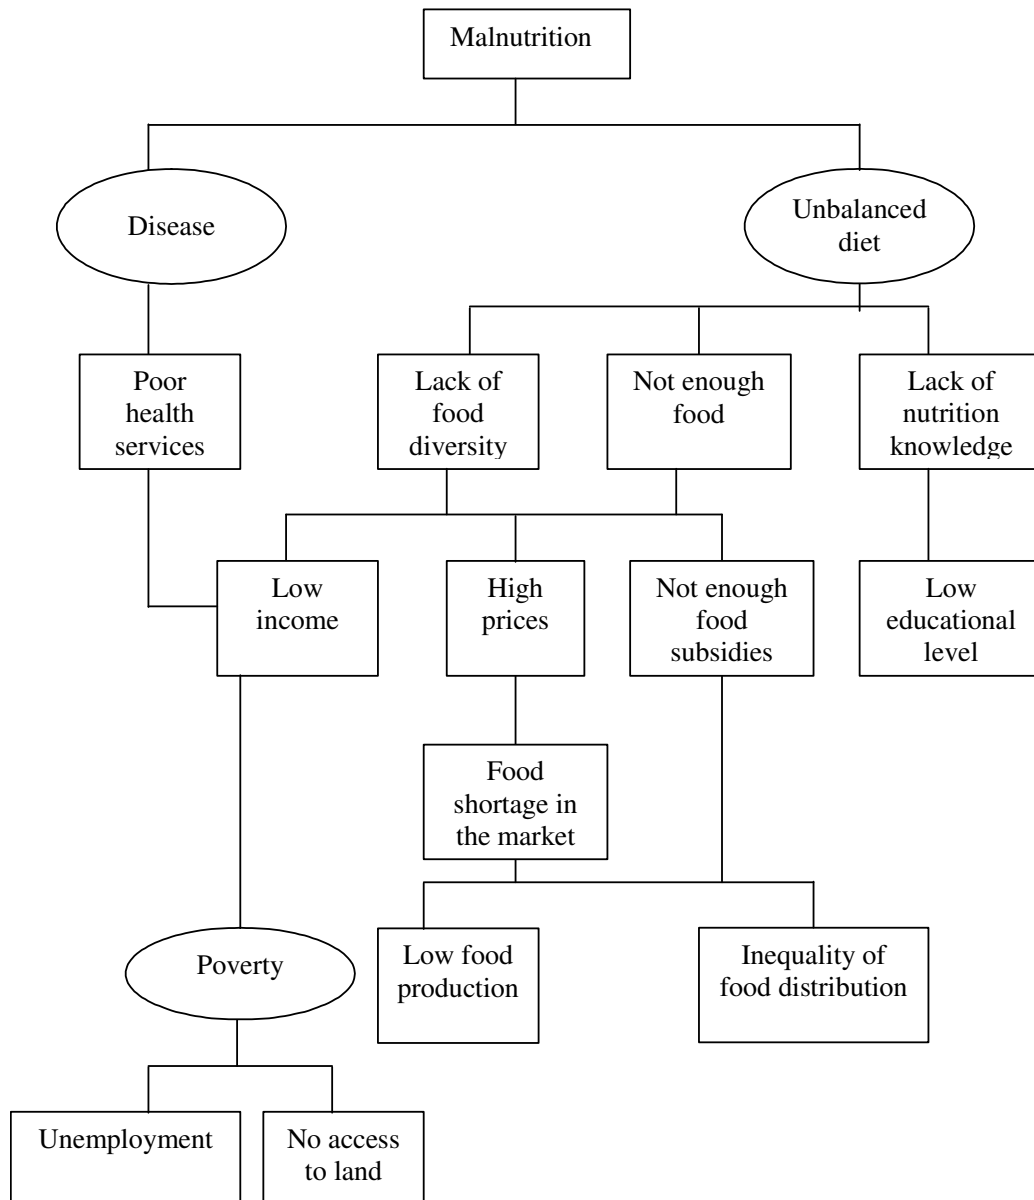 Malnutrition
Disease
Unbalanced
diet
Poor
health
services
Lack of
food
diversity
Not enough
food
Lack of
nutrition
knowledge
Low
income
High
prices
Not enough
food
subsidies
Low
educational
level
Food
shortage in
the market
Poverty
Low food
production
Inequality of
food distribution
Unemployment
No access
to land